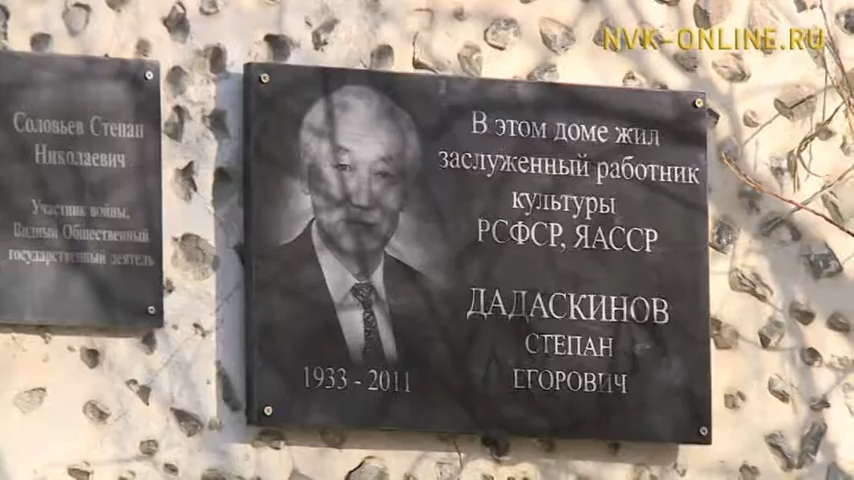 NVK-ONLINE.RU
Соловьев Степан
Николаевич
Участник войны.
Видный Общественный
государственный деятель
В этом доме жил
заслуженный работник
культуры
РСФСР, ЯАССР
ДАДАСКИНОВ
СТЕПАН
ЕГОРОВИЧ
1933 - 2011